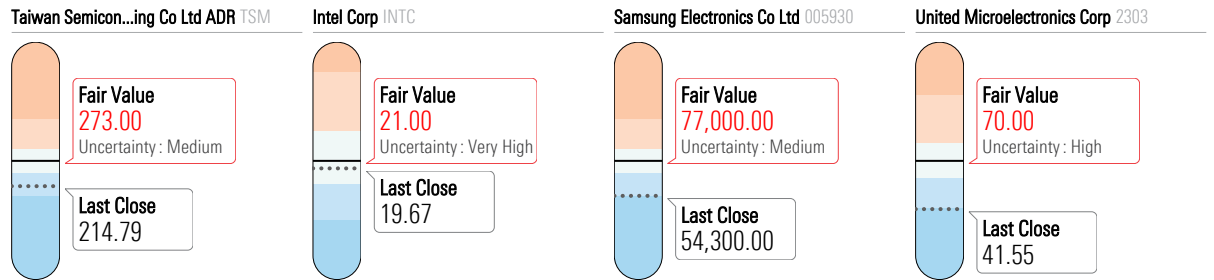 Taiwan Semicon...ing Co Ltd ADR TSM
Fair Value
273.00
Uncertainty : Medium
Last Close
214.79
Intel Corp INTC
Fair Value
21.00
Uncertainty : Very High
Last Close
19.67
Samsung Electronics Co Ltd 005930
Fair Value
77,000.00
Uncertainty : Medium
Last Close
54,300.00
United Microelectronics Corp 2303
Fair Value
70.00
Uncertainty : High
Last Close
41.55